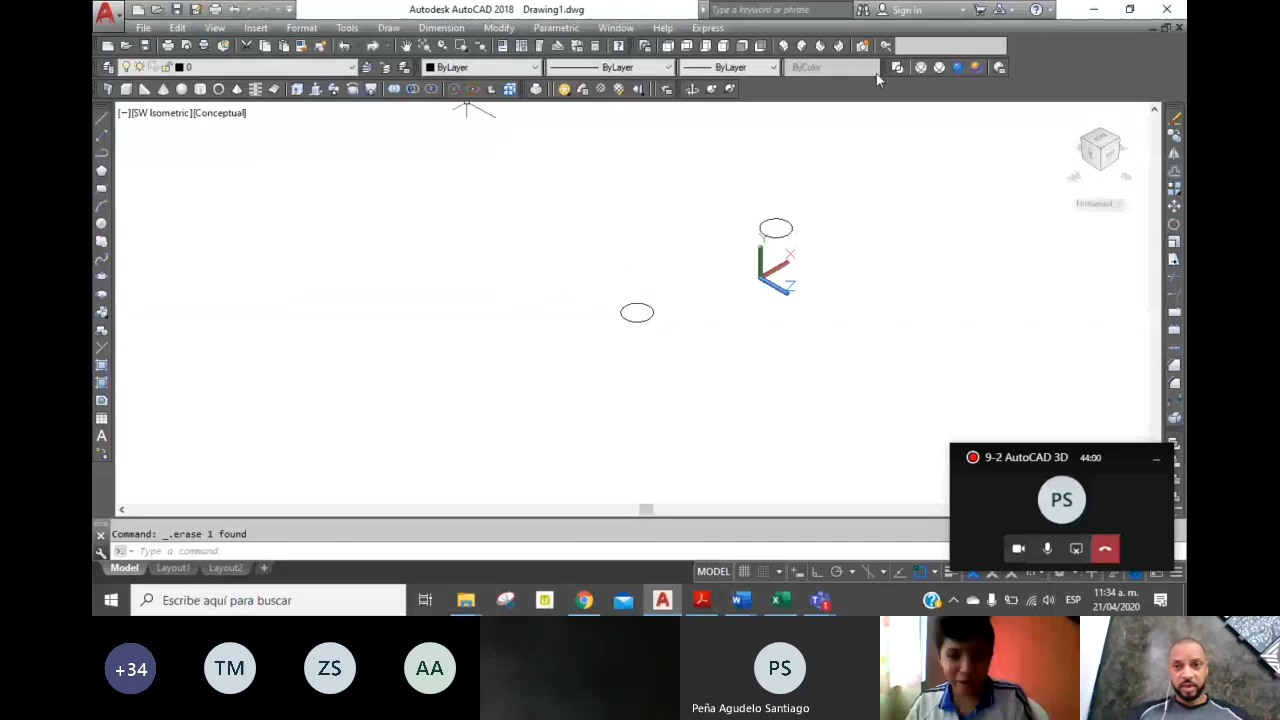 Autodesk AutoCAD 2018 Drawing1.dwg
Type a keyword or phrase
Sign In
File Edit View Insert Format Tools Draw Dimension Modify Parametric Window Help Express
0
ByLayer
ByLayer
ByLayer
ByColor
[−][SW Isometric][Conceptual]
Unnamed
Y
X
Z
9-2 AutoCAD 3D 44:00
PS
Command: _.erase 1 found
Type a command
Model Layout1 Layout2 +
MODEL
Escribe aquí para buscar
ESP
11:34 a. m.
21/04/2020
+34
TM
ZS
AA
PS
Peña Agudelo Santiago